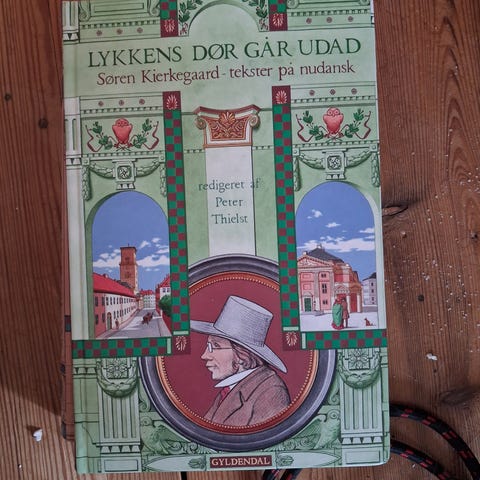 LYKKENS DØR GÅR UDAD
Søren Kierkegaard - tekster på nudansk
redigeret af
Peter
Thielst
GYLDENDAL